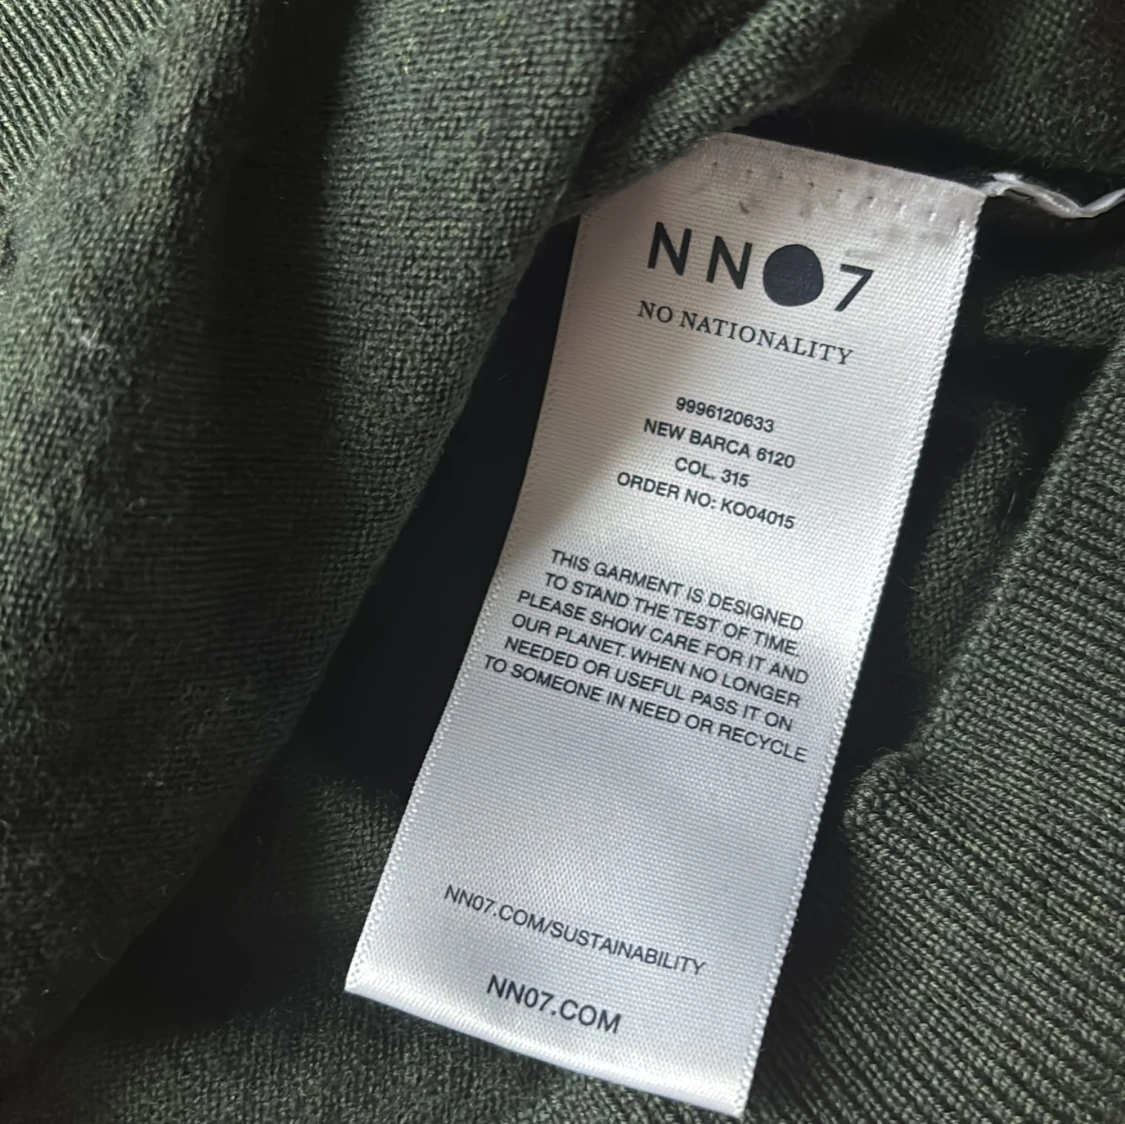 NN07
NO NATIONALITY
9996120633
NEW BARCA 6120
COL. 315
ORDER NO: KO04015
THIS GARMENT IS DESIGNED
TO STAND THE TEST OF TIME.
PLEASE SHOW CARE FOR IT AND
OUR PLANET. WHEN NO LONGER
NEEDED OR USEFUL PASS IT ON
TO SOMEONE IN NEED OR RECYCLE
NN07.COM/SUSTAINABILITY
NN07.COM